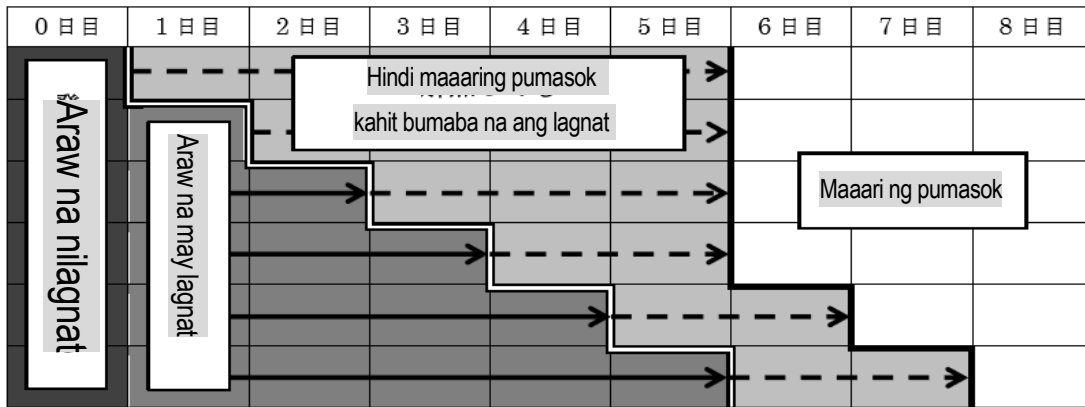 0日目 1日目 2日目 3日目 4日目 5日目 6日目 7日目 8日目
Araw na nilagnat
Araw na may lagnat
Hindi maaaring pumasok
kahit bumaba na ang lagnat
Maaari ng pumasok